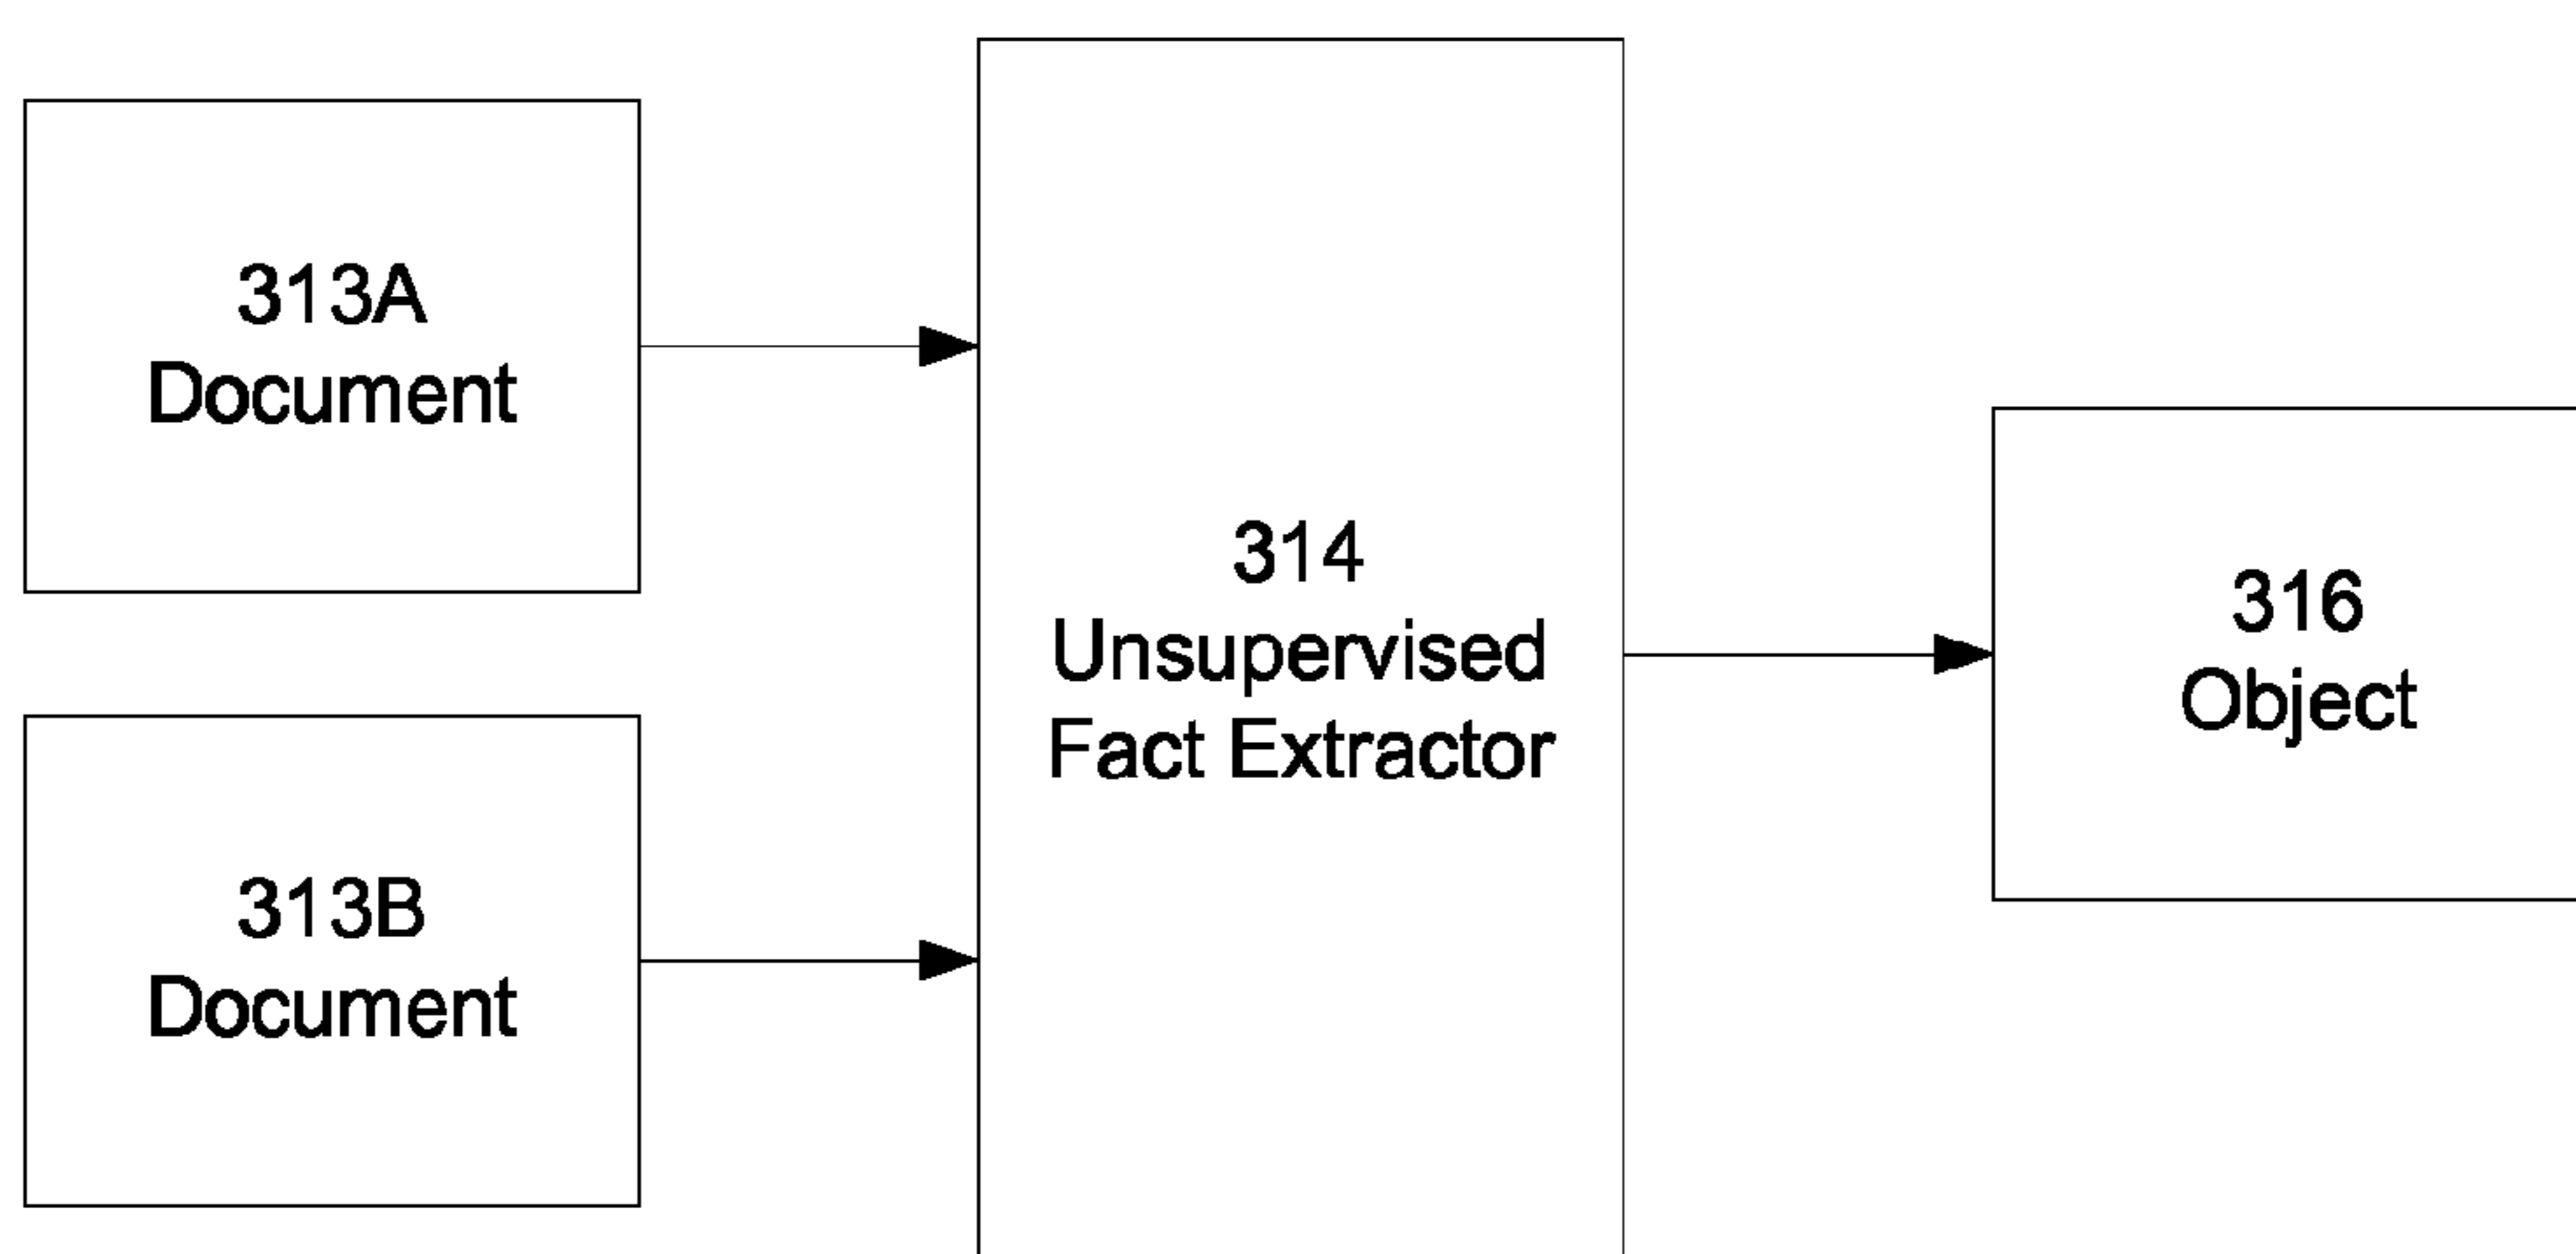 313A
Document
313B
Document
314
Unsupervised
Fact Extractor
316
Object